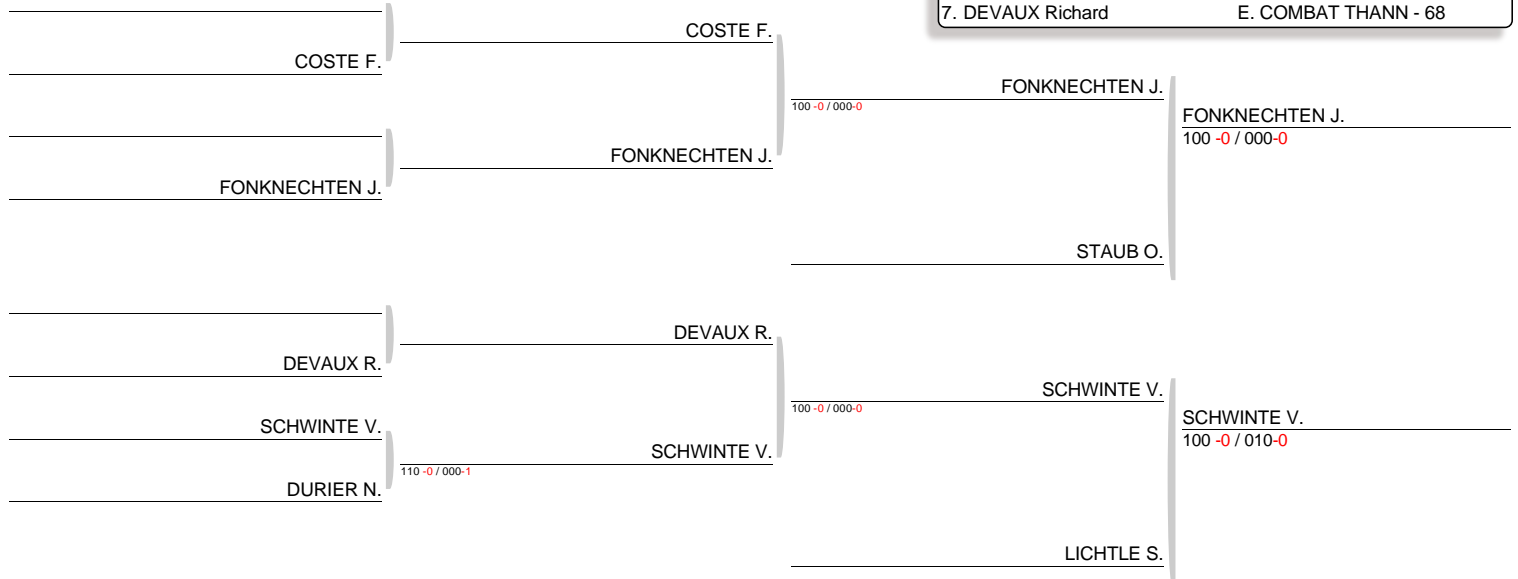 7. DEVAUX Richard E. COMBAT THANN - 68
COSTE F.
COSTE F.
FONKNECHTEN J.
100 -0 / 000-0
FONKNECHTEN J.
100 -0 / 000-0
FONKNECHTEN J.
FONKNECHTEN J.
STAUB O.
DEVAUX R.
DEVAUX R.
SCHWINTE V.
100 -0 / 000-0
SCHWINTE V.
100 -0 / 010-0
SCHWINTE V.
SCHWINTE V.
110 -0 / 000-1
DURIER N.
LICHTLE S.